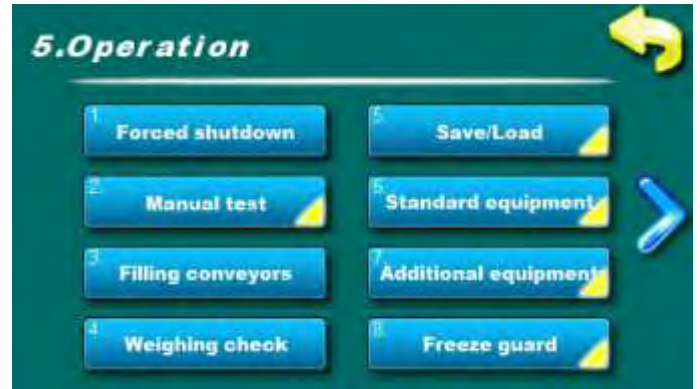 5.Operation
1 Forced shutdown
2 Manual test
3 Filling conveyors
4 Weighing check
5 Save/Load
6 Standard equipment
7 Additional equipment
8 Freeze guard